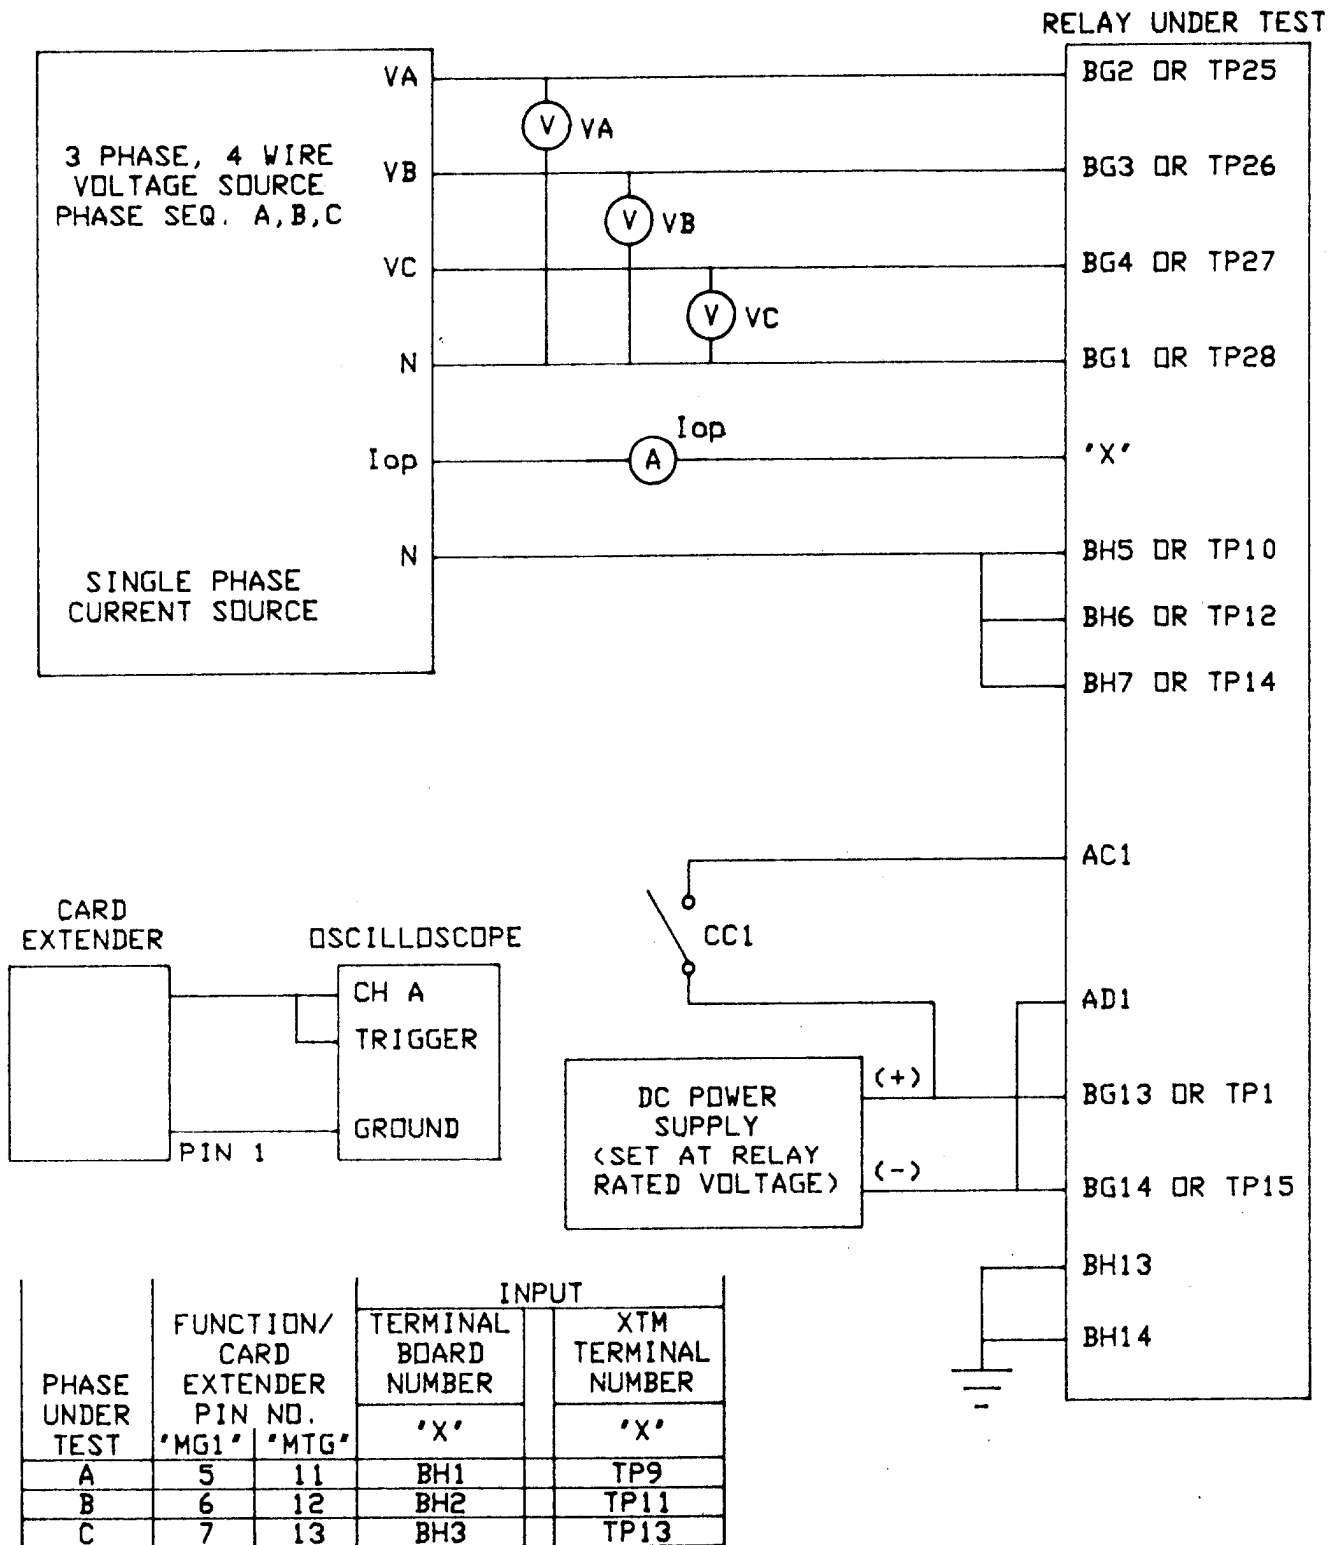 RELAY UNDER TEST
VA
BG2 OR TP25
V VA
3 PHASE, 4 WIRE
VOLTAGE SOURCE
PHASE SEQ. A,B,C
VB
BG3 OR TP26
V VB
VC
BG4 OR TP27
V VC
N
BG1 OR TP28
Iop
Iop
A
'X'
N
BH5 OR TP10
SINGLE PHASE
CURRENT SOURCE
BH6 OR TP12
BH7 OR TP14
AC1
CC1
CARD
EXTENDER
OSCILLOSCOPE
CH A
TRIGGER
GROUND
PIN 1
AD1
DC POWER
SUPPLY
(SET AT RELAY
RATED VOLTAGE)
(+)
BG13 OR TP1
(-)
BG14 OR TP15
BH13
BH14
INPUT
PHASE
UNDER
TEST
FUNCTION/
CARD
EXTENDER
PIN NO.
'MG1' 'MTG'
TERMINAL
BOARD
NUMBER
'X'
XTM
TERMINAL
NUMBER
'X'
A 5 11 BH1 TP9
B 6 12 BH2 TP11
C 7 13 BH3 TP13